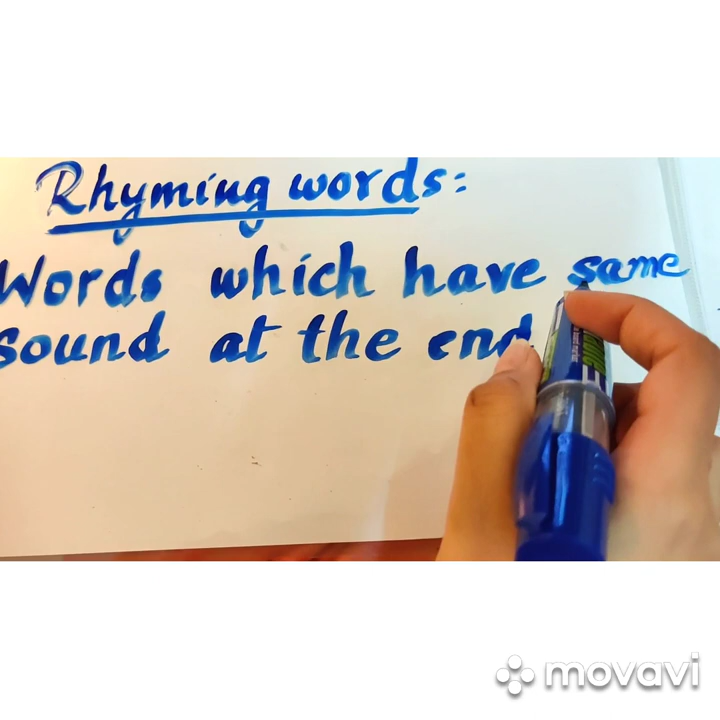 Rhyming words:
Words which have same
sound at the end
movavi